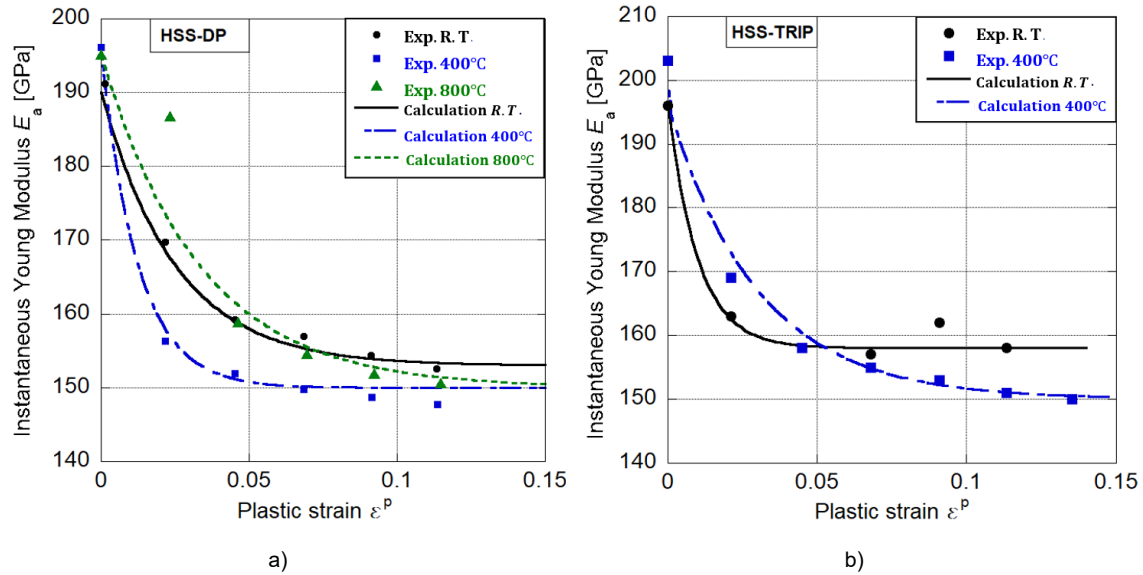 HSS-DP
Exp. R. T.
Exp. 400℃
Exp. 800℃
Calculation R.T.
Calculation 400℃
Calculation 800℃
200
190
180
170
160
150
140
0
0.05
0.1
0.15
Instantaneous Young Modulus Ea [GPa]
Plastic strain εp
a)
HSS-TRIP
Exp. R. T.
Exp. 400℃
Calculation R.T.
Calculation 400℃
210
200
190
180
170
160
150
140
0
0.05
0.1
0.15
Instantaneous Young Modulus Ea [GPa]
Plastic strain εp
b)